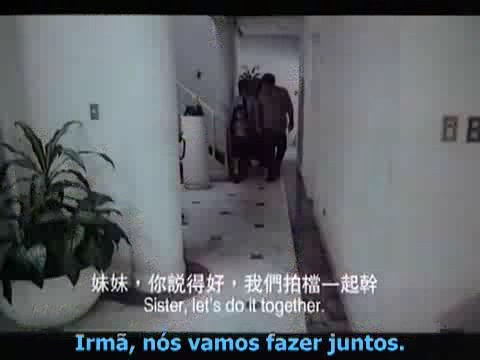 妹妹，你説得好，我們拍檔一起幹
Sister, let's do it together.
Irmã, nós vamos fazer juntos.